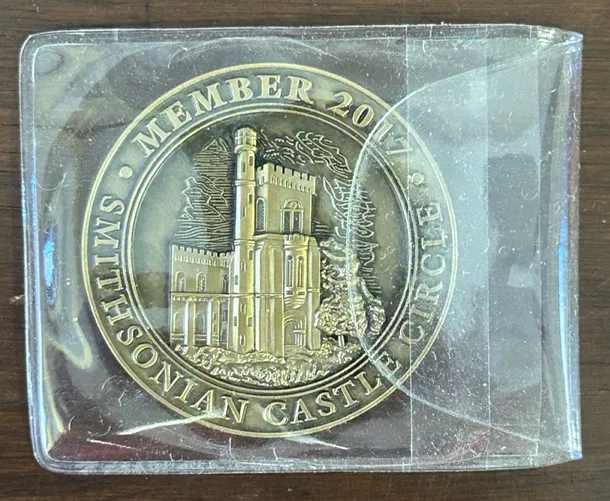 MEMBER 2017
SMITHSONIAN CASTLE CIRCLE